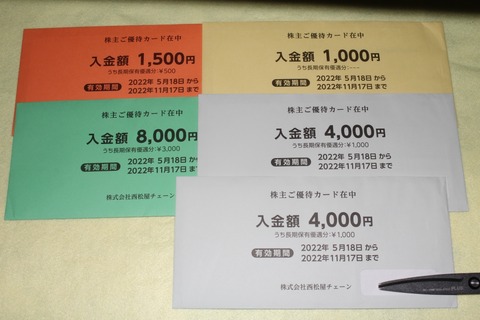 株主ご優待カード在中
入金額 1,500円
うち長期保有優遇分:¥500
有効期間
2022年 5月18日 から
2022年11月17日 まで
株主ご優待カード在中
入金額 1,000円
うち長期保有優遇分:---
有効期間
2022年 5月18日 から
2022年11月17日 まで
株主ご優待カード在中
入金額 8,000円
うち長期保有優遇分:¥3,000
有効期間
2022年 5月18日 から
2022年11月17日 まで
株式会社西松屋チェーン
株主ご優待カード在中
入金額 4,000円
うち長期保有優遇分:¥1,000
有効期間
2022年 5月18日 から
2022年11月17日 まで
株主ご優待カード在中
入金額 4,000円
うち長期保有優遇分:¥1,000
有効期間
2022年 5月18日 から
2022年11月17日 まで
株式会社西松屋チェーン
PLUS